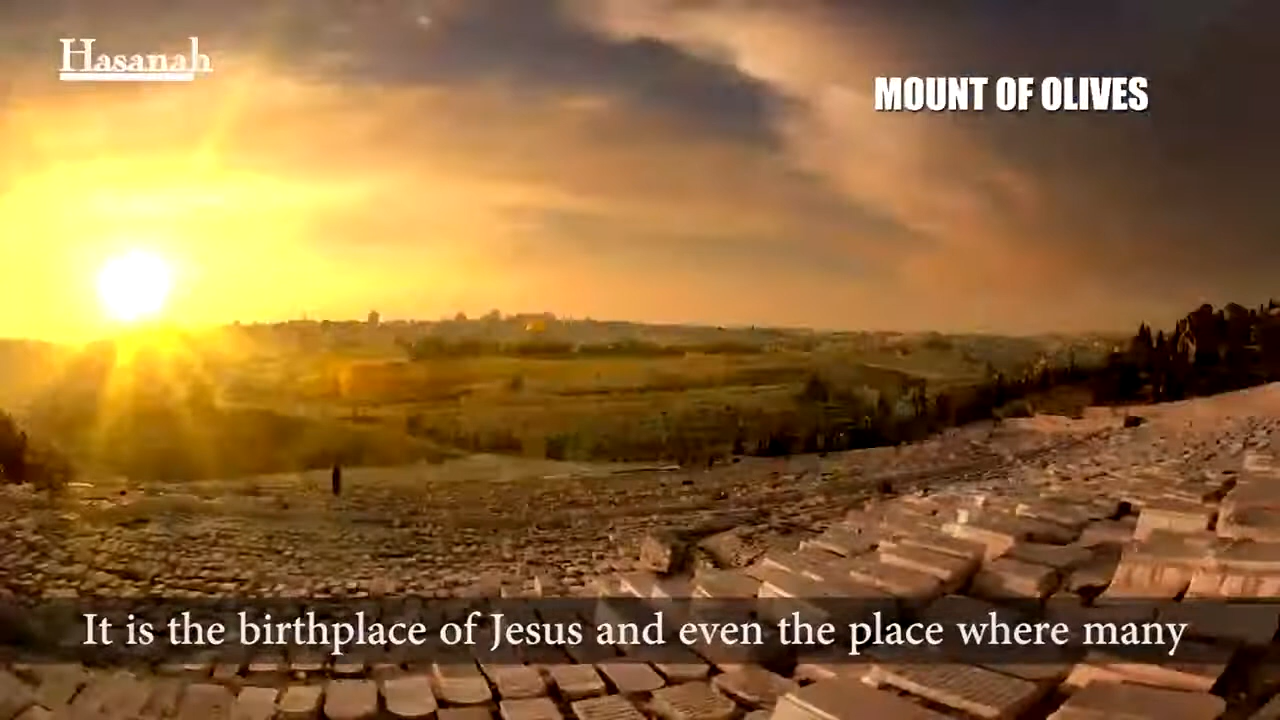 Hasanah
MOUNT OF OLIVES
It is the birthplace of Jesus and even the place where many